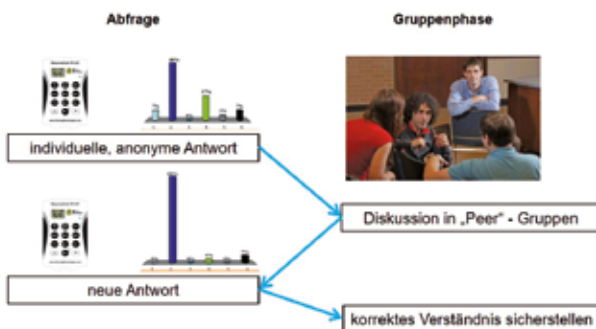 Abfrage
Gruppenphase
individuelle, anonyme Antwort
Diskussion in „Peer“ - Gruppen
neue Antwort
korrektes Verständnis sicherstellen